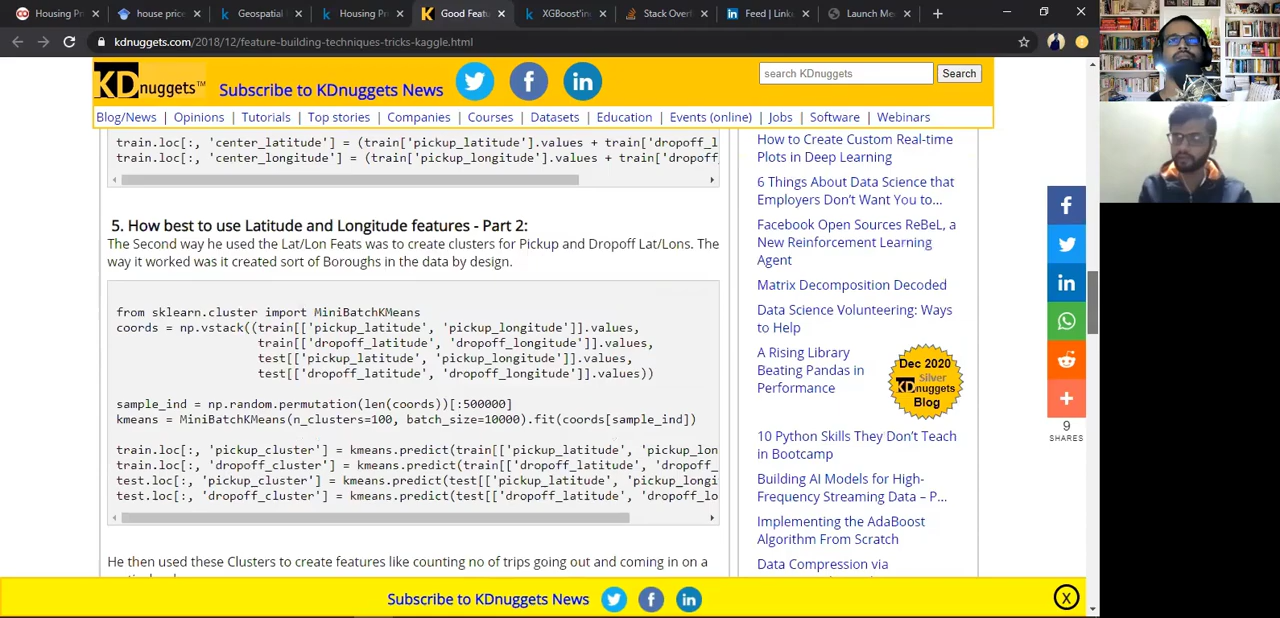 Housing Pr
house price
Geospatial
Housing Pr
Good Featu
XGBoost'in
Stack Overf
Feed | Link
Launch Me
kdnuggets.com/2018/12/feature-building-techniques-tricks-kaggle.html
KDnuggets™ Subscribe to KDnuggets News
search KDnuggets Search
Blog/News | Opinions | Tutorials | Top stories | Companies | Courses | Datasets | Education | Events (online) | Jobs | Software | Webinars
train.loc[:, 'center_latitude'] = (train['pickup_latitude'].values + train['dropoff_l
train.loc[:, 'center_longitude'] = (train['pickup_longitude'].values + train['dropoff_
5. How best to use Latitude and Longitude features - Part 2:
The Second way he used the Lat/Lon Feats was to create clusters for Pickup and Dropoff Lat/Lons. The
way it worked was it created sort of Boroughs in the data by design.
from sklearn.cluster import MiniBatchKMeans
coords = np.vstack((train[['pickup_latitude', 'pickup_longitude']].values,
train[['dropoff_latitude', 'dropoff_longitude']].values,
test[['pickup_latitude', 'pickup_longitude']].values,
test[['dropoff_latitude', 'dropoff_longitude']].values))
sample_ind = np.random.permutation(len(coords))[:500000]
kmeans = MiniBatchKMeans(n_clusters=100, batch_size=10000).fit(coords[sample_ind])
train.loc[:, 'pickup_cluster'] = kmeans.predict(train[['pickup_latitude', 'pickup_lon
train.loc[:, 'dropoff_cluster'] = kmeans.predict(train[['dropoff_latitude', 'dropoff_
test.loc[:, 'pickup_cluster'] = kmeans.predict(test[['pickup_latitude', 'pickup_longi
test.loc[:, 'dropoff_cluster'] = kmeans.predict(test[['dropoff_latitude', 'dropoff_lo
He then used these Clusters to create features like counting no of trips going out and coming in on a
How to Create Custom Real-time
Plots in Deep Learning
6 Things About Data Science that
Employers Don't Want You to...
Facebook Open Sources ReBeL, a
New Reinforcement Learning
Agent
Matrix Decomposition Decoded
Data Science Volunteering: Ways
to Help
A Rising Library
Beating Pandas in
Performance
Dec 2020
Silver
KDnuggets
Blog
10 Python Skills They Don't Teach
in Bootcamp
Building AI Models for High-
Frequency Streaming Data – P...
Implementing the AdaBoost
Algorithm From Scratch
Data Compression via
9
SHARES
Subscribe to KDnuggets News
X